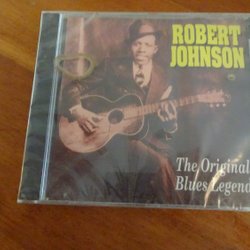 ROBERT
JOHNSON
The Original
Blues Legend